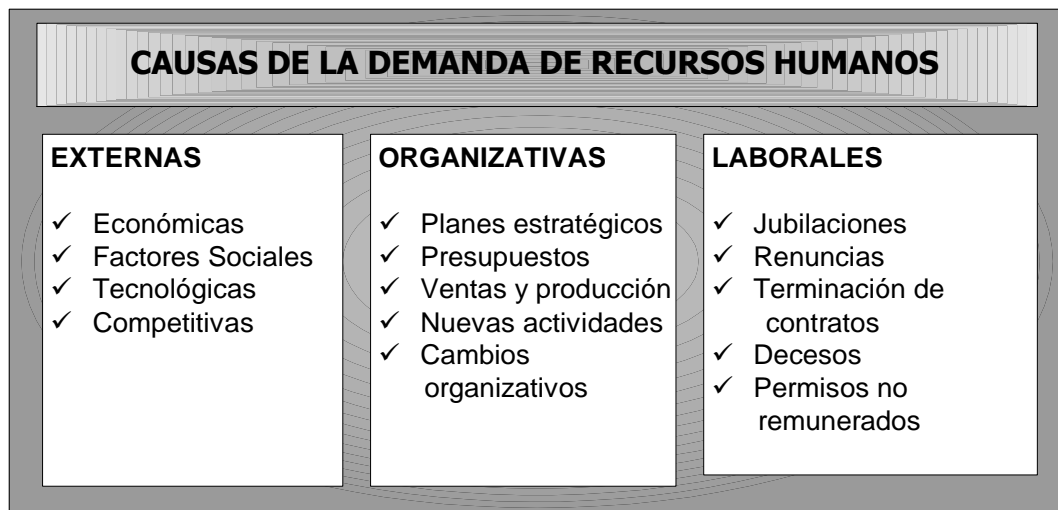 CAUSAS DE LA DEMANDA DE RECURSOS HUMANOS
EXTERNAS
✓ Económicas
✓ Factores Sociales
✓ Tecnológicas
✓ Competitivas
ORGANIZATIVAS
✓ Planes estratégicos
✓ Presupuestos
✓ Ventas y producción
✓ Nuevas actividades
✓ Cambios
organizativos
LABORALES
✓ Jubilaciones
✓ Renuncias
✓ Terminación de
contratos
✓ Decesos
✓ Permisos no
remunerados